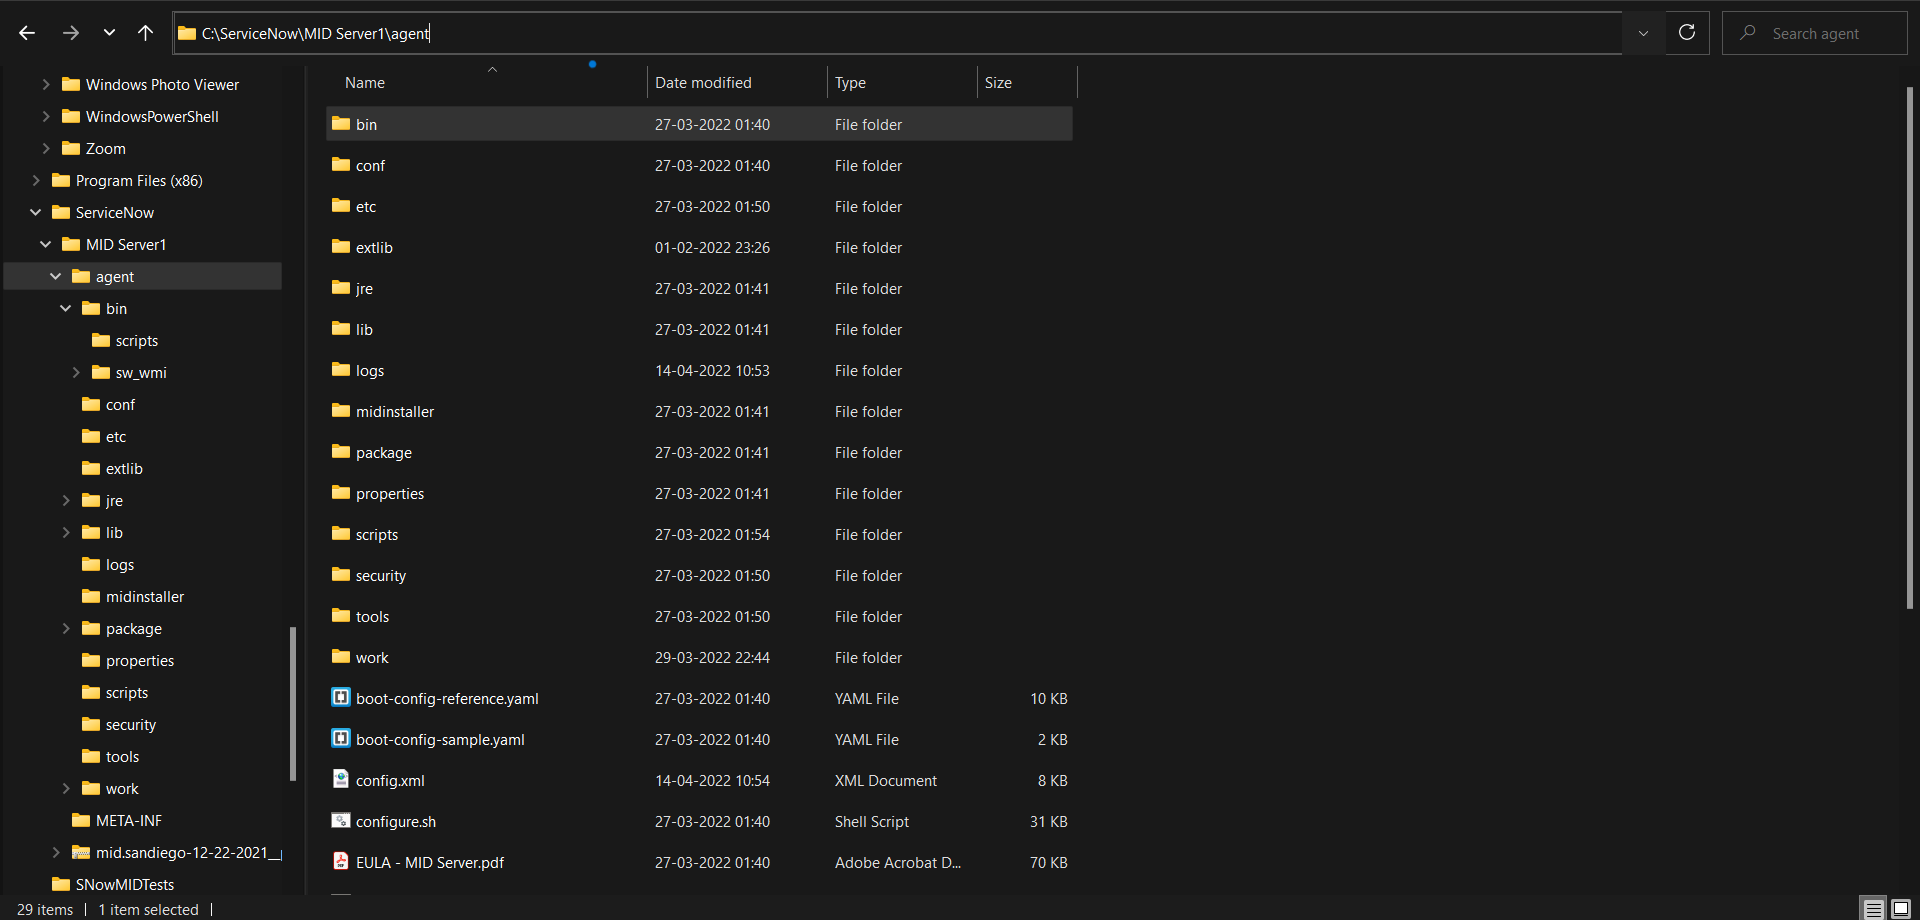 C:\ServiceNow\MID Server1\agent
Search agent
Windows Photo Viewer
WindowsPowerShell
Zoom
Program Files (x86)
ServiceNow
MID Server1
agent
bin
scripts
sw_wmi
conf
etc
extlib
jre
lib
logs
midinstaller
package
properties
scripts
security
tools
work
META-INF
mid.sandiego-12-22-2021__
SNowMIDTests
Name Date modified Type Size
bin 27-03-2022 01:40 File folder
conf 27-03-2022 01:40 File folder
etc 27-03-2022 01:50 File folder
extlib 01-02-2022 23:26 File folder
jre 27-03-2022 01:41 File folder
lib 27-03-2022 01:41 File folder
logs 14-04-2022 10:53 File folder
midinstaller 27-03-2022 01:41 File folder
package 27-03-2022 01:41 File folder
properties 27-03-2022 01:41 File folder
scripts 27-03-2022 01:54 File folder
security 27-03-2022 01:50 File folder
tools 27-03-2022 01:50 File folder
work 29-03-2022 22:44 File folder
boot-config-reference.yaml 27-03-2022 01:40 YAML File 10 KB
boot-config-sample.yaml 27-03-2022 01:40 YAML File 2 KB
config.xml 14-04-2022 10:54 XML Document 8 KB
configure.sh 27-03-2022 01:40 Shell Script 31 KB
EULA - MID Server.pdf 27-03-2022 01:40 Adobe Acrobat D... 70 KB
29 items 1 item selected